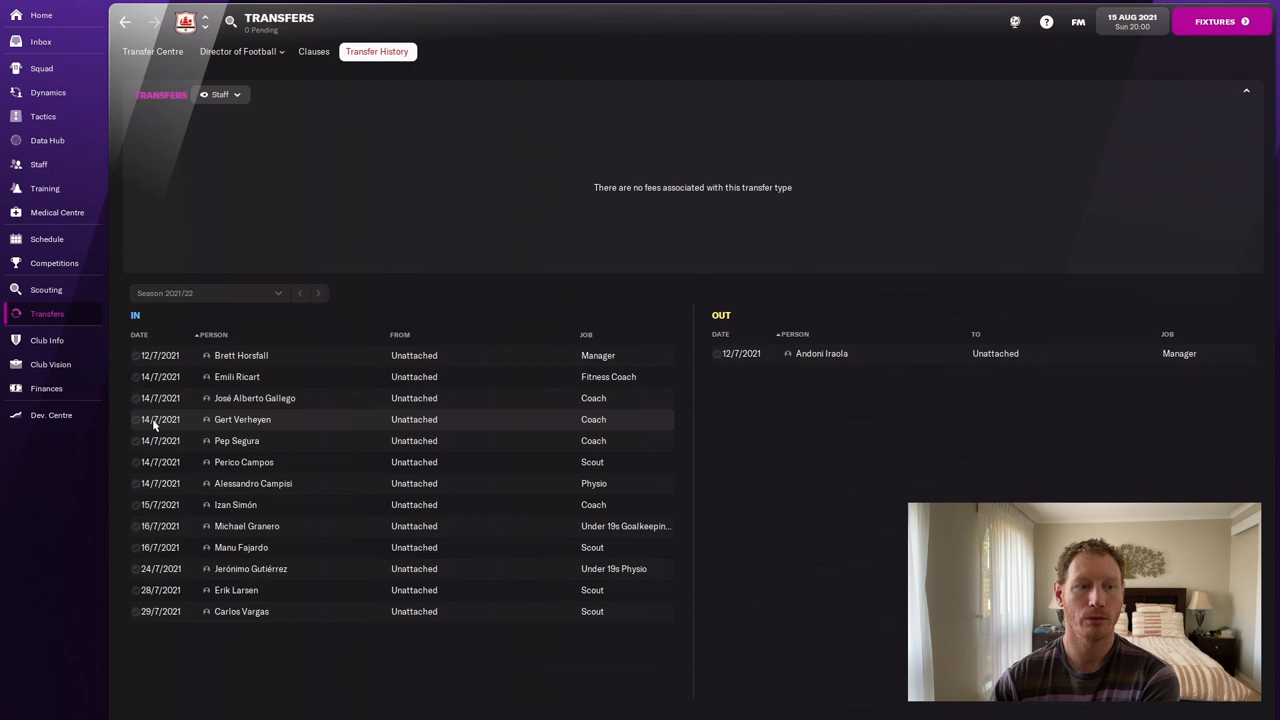 Home
Inbox
Squad
Dynamics
Tactics
Data Hub
Staff
Training
Medical Centre
Schedule
Competitions
Scouting
Transfers
Club Info
Club Vision
Finances
Dev. Centre
TRANSFERS
0 Pending
FM
15 AUG 2021
Sun 20:00
FIXTURES
Transfer Centre Director of Football Clauses Transfer History
TRANSFERS Staff
There are no fees associated with this transfer type
Season 2021/22
IN
DATE PERSON FROM JOB
12/7/2021 Brett Horsfall Unattached Manager
14/7/2021 Emili Ricart Unattached Fitness Coach
14/7/2021 José Alberto Gallego Unattached Coach
14/7/2021 Gert Verheyen Unattached Coach
14/7/2021 Pep Segura Unattached Coach
14/7/2021 Perico Campos Unattached Scout
14/7/2021 Alessandro Campisi Unattached Physio
15/7/2021 Izan Simón Unattached Coach
16/7/2021 Michael Granero Unattached Under 19s Goalkeepin...
16/7/2021 Manu Fajardo Unattached Scout
24/7/2021 Jerónimo Gutiérrez Unattached Under 19s Physio
28/7/2021 Erik Larsen Unattached Scout
29/7/2021 Carlos Vargas Unattached Scout
OUT
DATE PERSON TO JOB
12/7/2021 Andoni Iraola Unattached Manager